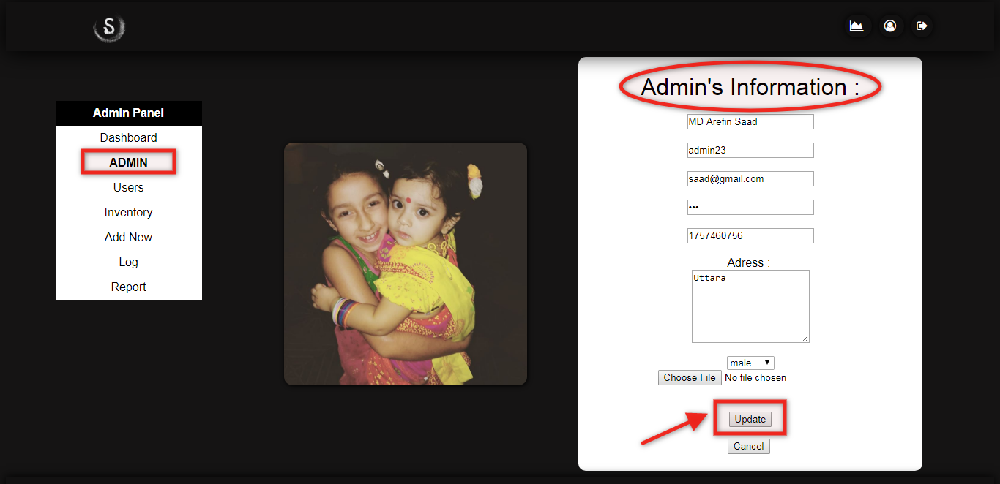 S
Admin Panel
Dashboard
ADMIN
Users
Inventory
Add New
Log
Report
Admin's Information :
MD Arefin Saad
admin23
saad@gmail.com
•••
1757460756
Adress :
Uttara
male
Choose File No file chosen
Update
Cancel